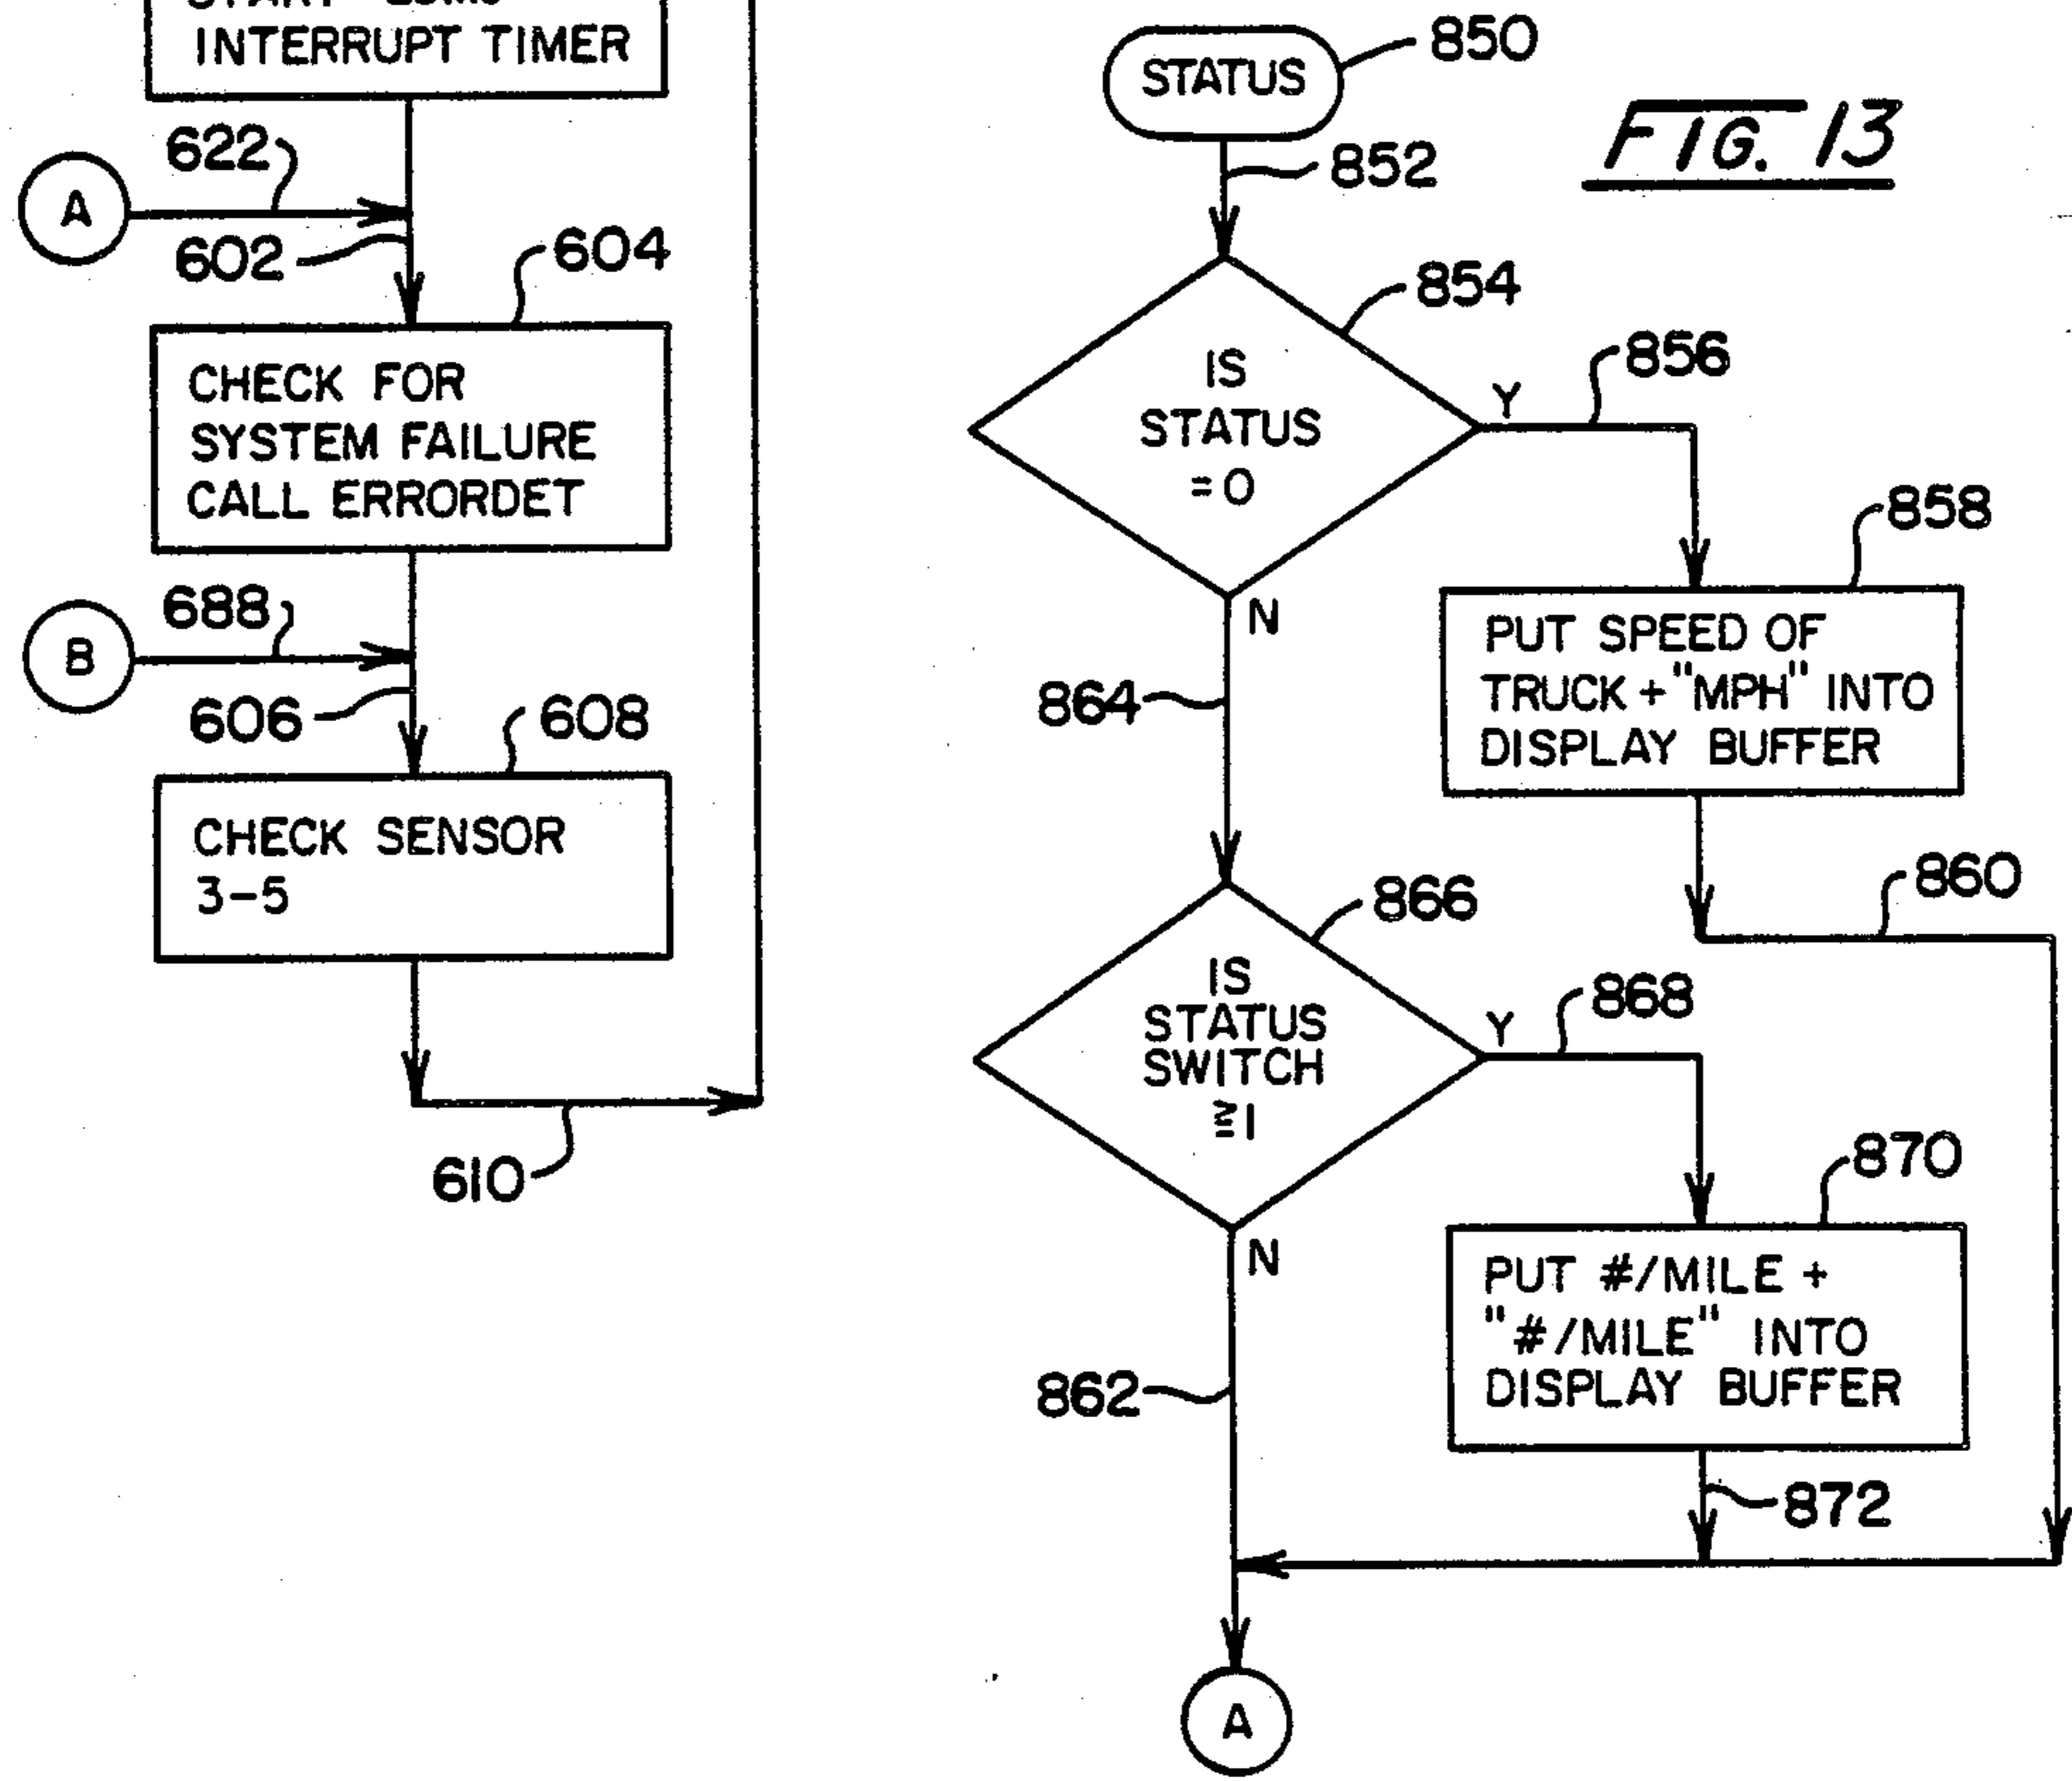 INTERRUPT TIMER
622
A
602
604
CHECK FOR
SYSTEM FAILURE
CALL ERRORDET
688
B
606
608
CHECK SENSOR
3-5
610
STATUS
850
FIG. 13
852
854
IS
STATUS
=0
Y
856
N
858
PUT SPEED OF
TRUCK + "MPH" INTO
DISPLAY BUFFER
864
860
866
IS
STATUS
SWITCH
≧1
Y
868
N
870
PUT #/MILE +
"#/MILE" INTO
DISPLAY BUFFER
862
872
A